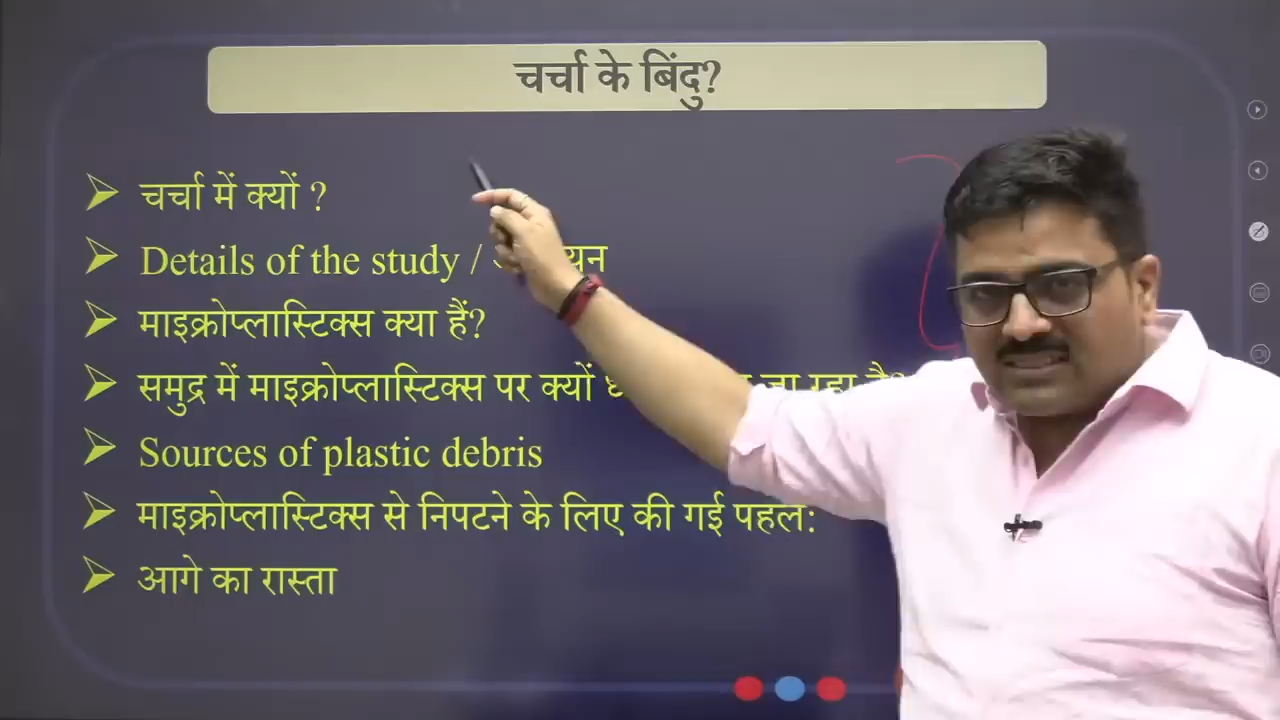 चर्चा के बिंदु?
चर्चा में क्यों ?
Details of the study /
माइक्रोप्लास्टिक्स क्या हैं?
समुद्र में माइक्रोप्लास्टिक्स पर क्यों जा रहा है?
Sources of plastic debris
माइक्रोप्लास्टिक्स से निपटने के लिए की गई पहल:
आगे का रास्ता